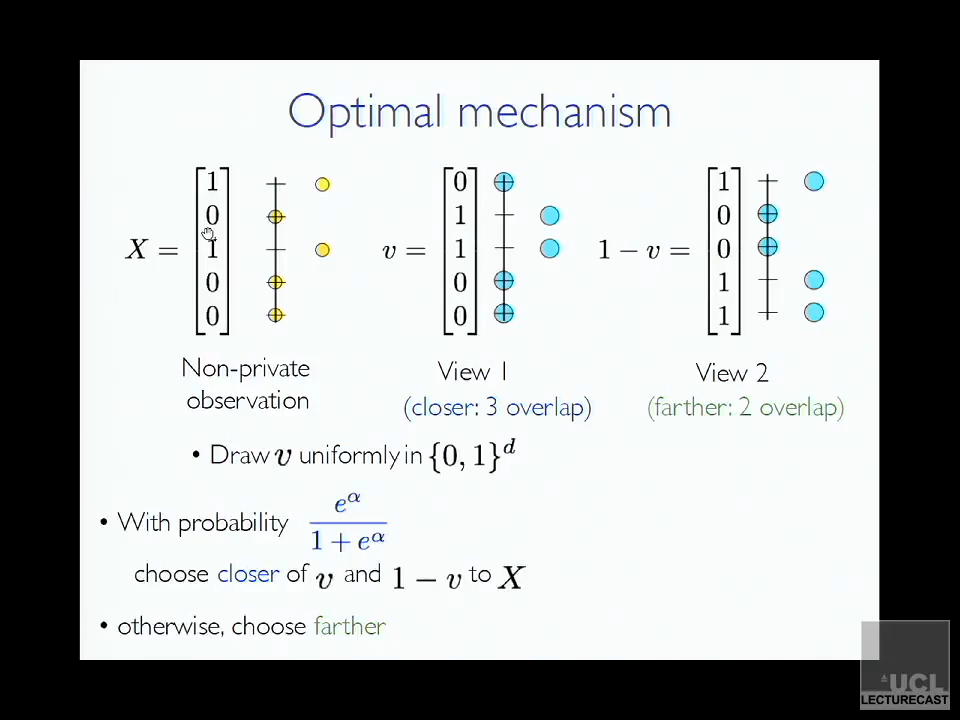 Optimal mechanism
X = [1 0 1 0 0]
v = [0 1 1 0 0]
1 − v = [1 0 0 1 1]
Non-private
observation
View 1
(closer: 3 overlap)
View 2
(farther: 2 overlap)
• Draw v uniformly in {0, 1}^d
• With probability e^α / (1 + e^α)
choose closer of v and 1 − v to X
• otherwise, choose farther
UCL
LECTURECAST